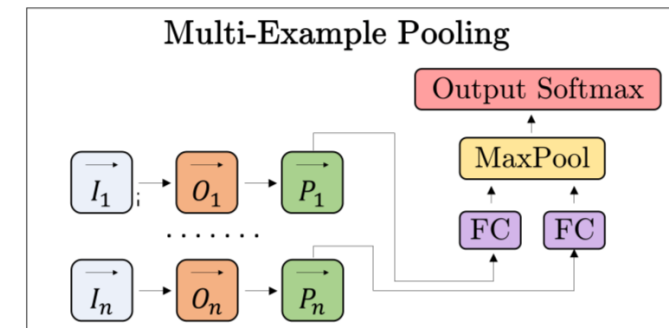 Multi-Example Pooling
Output Softmax
MaxPool
I₁ O₁ P₁
FC FC
. . . . . . .
Iₙ Oₙ Pₙ